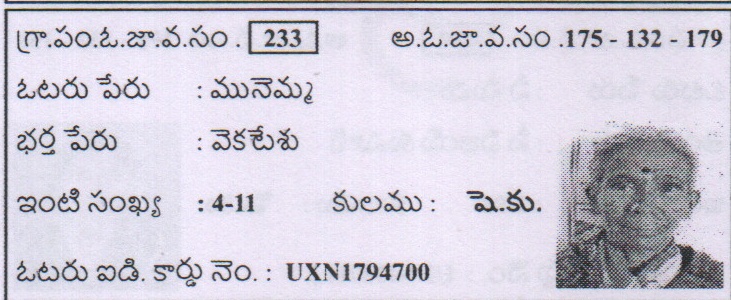 గ్రా.పం.ఓ.జా.వ.సం . 233 అ.ఓ.జా.వ.సం .175 - 132 - 179
ఓటరు పేరు : మునెమ్మ
భర్త పేరు : వెకటేశు
ఇంటి సంఖ్య : 4-11 కులము : షె.కు.
ఓటరు ఐడి. కార్డు నెం. : UXN1794700